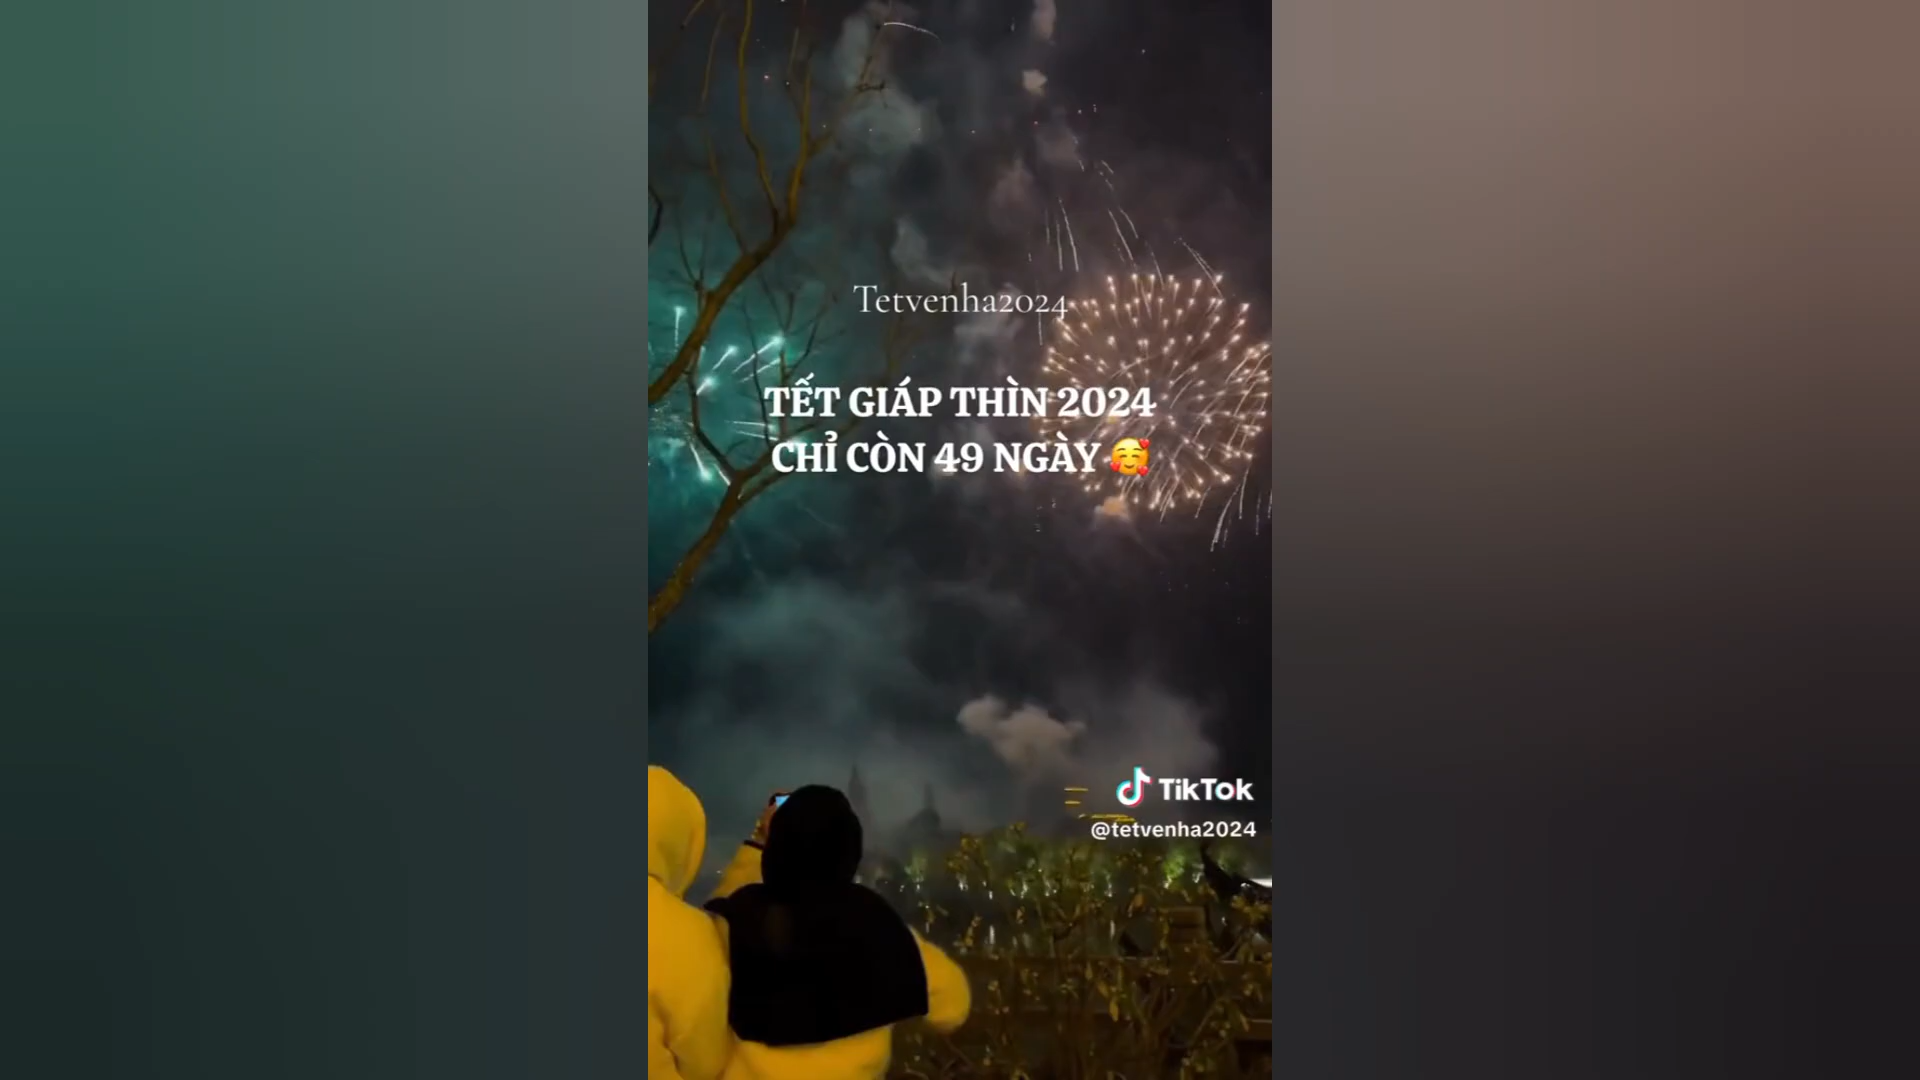 Tetvenha2024
TẾT GIÁP THÌN 2024
CHỈ CÒN 49 NGÀY 🥰
TikTok
@tetvenha2024